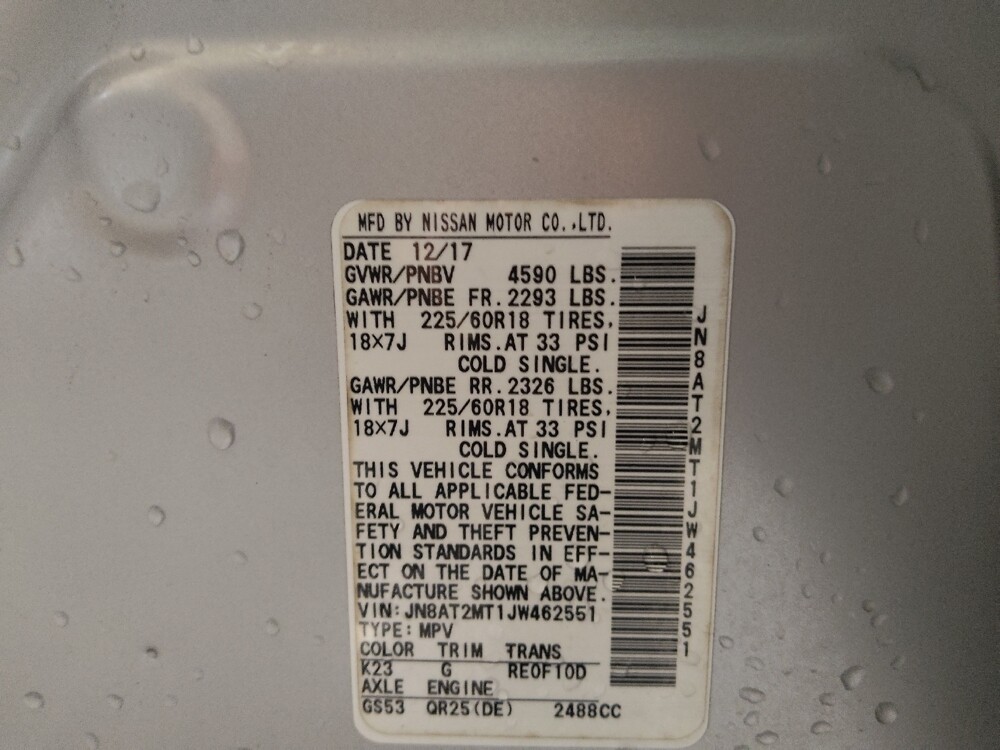 MFD BY NISSAN MOTOR CO.,LTD.
DATE 12/17
GVWR/PNBV 4590 LBS.
GAWR/PNBE FR.2293 LBS.
WITH 225/60R18 TIRES,
18×7J RIMS.AT 33 PSI
COLD SINGLE.
GAWR/PNBE RR.2326 LBS.
WITH 225/60R18 TIRES,
18×7J RIMS.AT 33 PSI
COLD SINGLE.
THIS VEHICLE CONFORMS
TO ALL APPLICABLE FED-
ERAL MOTOR VEHICLE SA-
FETY AND THEFT PREVEN-
TION STANDARDS IN EFF-
ECT ON THE DATE OF MA-
NUFACTURE SHOWN ABOVE.
VIN:JN8AT2MT1JW462551
TYPE:MPV
COLOR TRIM TRANS
K23 G RE0F10D
AXLE ENGINE
GS53 QR25(DE) 2488CC
JN8AT2MT1JW462551